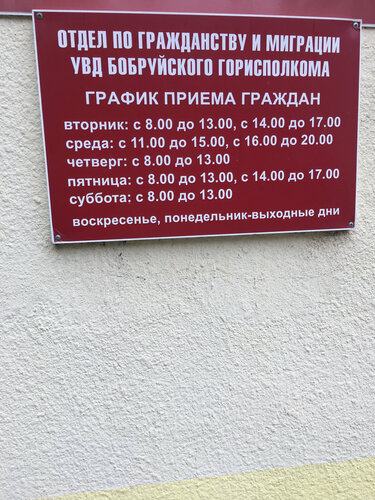 ОТДЕЛ ПО ГРАЖДАНСТВУ И МИГРАЦИИ
УВД БОБРУЙСКОГО ГОРИСПОЛКОМА
ГРАФИК ПРИЕМА ГРАЖДАН
вторник: с 8.00 до 13.00, с 14.00 до 17.00
среда: с 11.00 до 15.00, с 16.00 до 20.00
четверг: с 8.00 до 13.00
пятница: с 8.00 до 13.00, с 14.00 до 17.00
суббота: с 8.00 до 13.00
воскресенье, понедельник-выходные дни